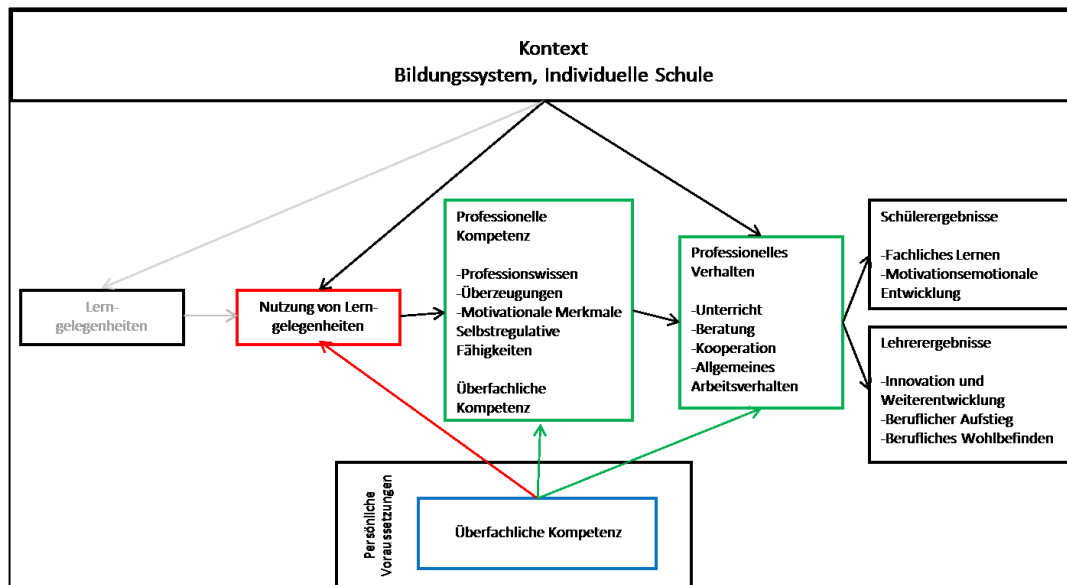 Kontext
Bildungssystem, Individuelle Schule
Lern-
gelegenheiten
Nutzung von Lern-
gelegenheiten
Professionelle
Kompetenz
-Professionswissen
-Überzeugungen
-Motivationale Merkmale
Selbstregulative
Fähigkeiten
Überfachliche
Kompetenz
Professionelles
Verhalten
-Unterricht
-Beratung
-Kooperation
-Allgemeines
Arbeitsverhalten
Schülerergebnisse
-Fachliches Lernen
-Motivationsemotionale
Entwicklung
Lehrerergebnisse
-Innovation und
Weiterentwicklung
-Beruflicher Aufstieg
-Berufliches Wohlbefinden
Persönliche
Voraussetzungen
Überfachliche Kompetenz